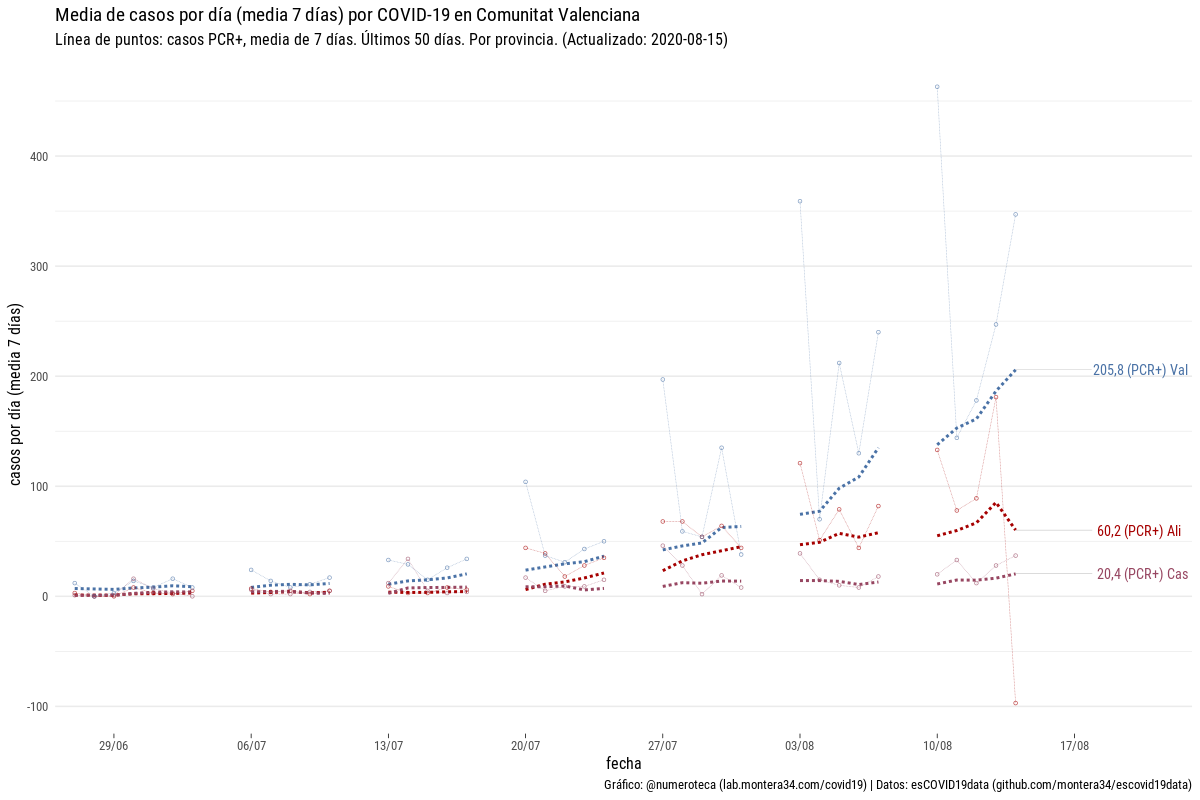 Media de casos por día (media 7 días) por COVID-19 en Comunitat Valenciana
Línea de puntos: casos PCR+, media de 7 días. Últimos 50 días. Por provincia. (Actualizado: 2020-08-15)
casos por día (media 7 días)
400
300
200
100
0
-100
205,8 (PCR+) Val
60,2 (PCR+) Ali
20,4 (PCR+) Cas
29/06 06/07 13/07 20/07 27/07 03/08 10/08 17/08
fecha
Gráfico: @numeroteca (lab.montera34.com/covid19) | Datos: esCOVID19data (github.com/montera34/escovid19data)